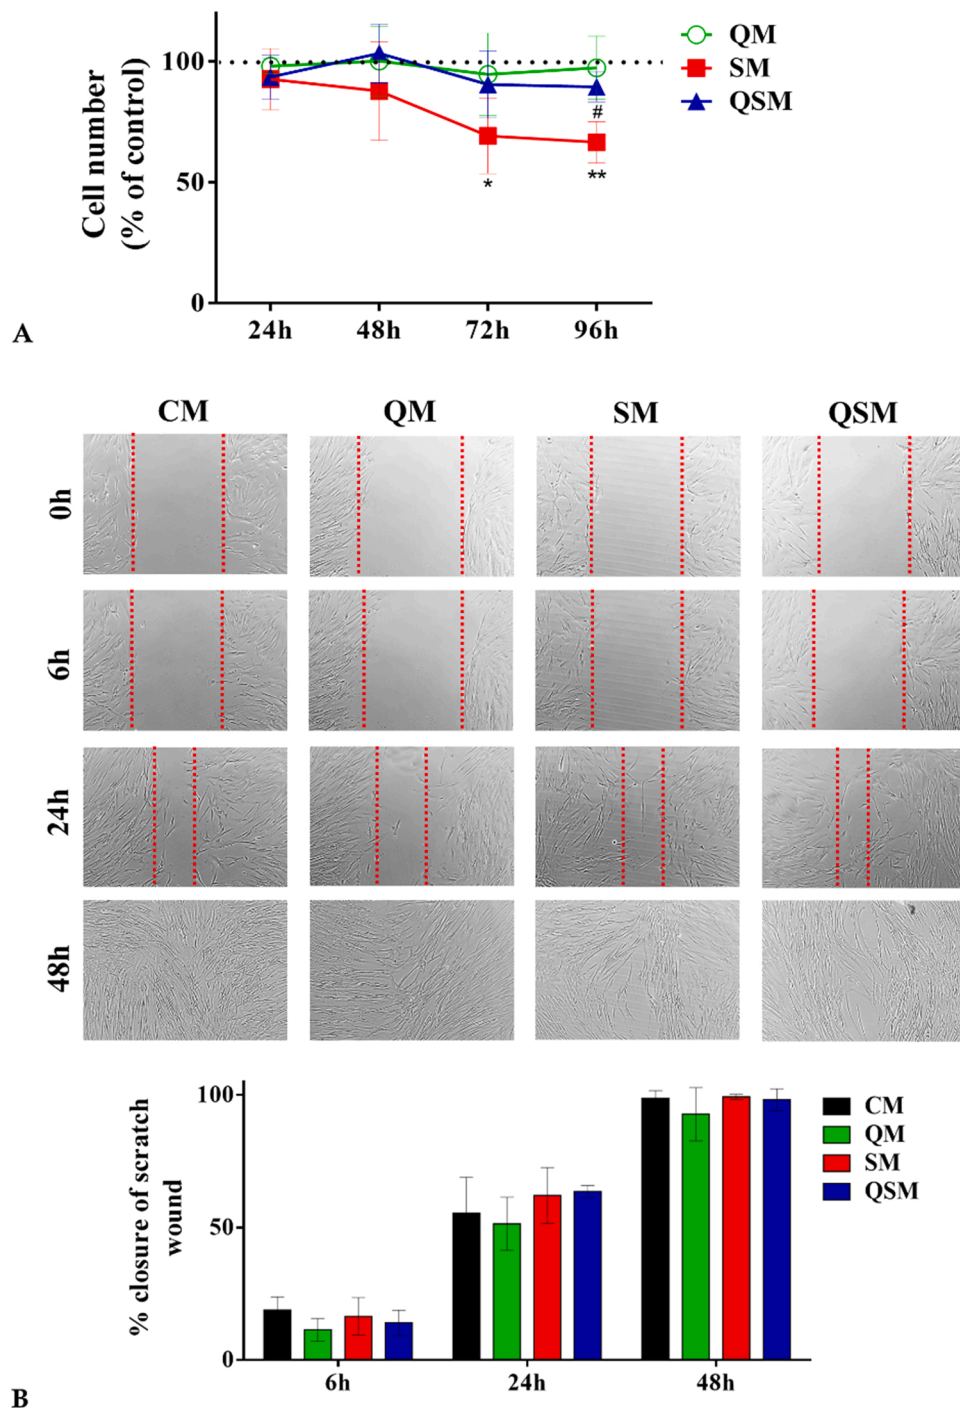 100
50
0
Cell number
(% of control)
QM
SM
QSM
#
*
**
24h 48h 72h 96h
A
CM QM SM QSM
0h
6h
24h
48h
100
50
0
% closure of scratch
wound
CM
QM
SM
QSM
6h 24h 48h
B